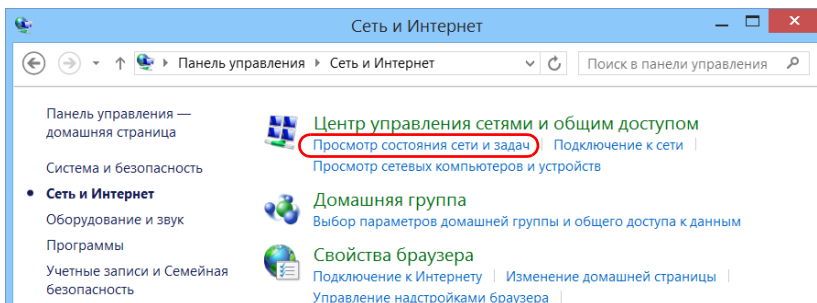 Сеть и Интернет
Панель управления Сеть и Интернет Поиск в панели управления
Панель управления —
домашняя страница
Система и безопасность
Сеть и Интернет
Оборудование и звук
Программы
Учетные записи и Семейная
безопасность
Центр управления сетями и общим доступом
Просмотр состояния сети и задач Подключение к сети
Просмотр сетевых компьютеров и устройств
Домашняя группа
Выбор параметров домашней группы и общего доступа к данным
Свойства браузера
Подключение к Интернету Изменение домашней страницы
Управление надстройками браузера